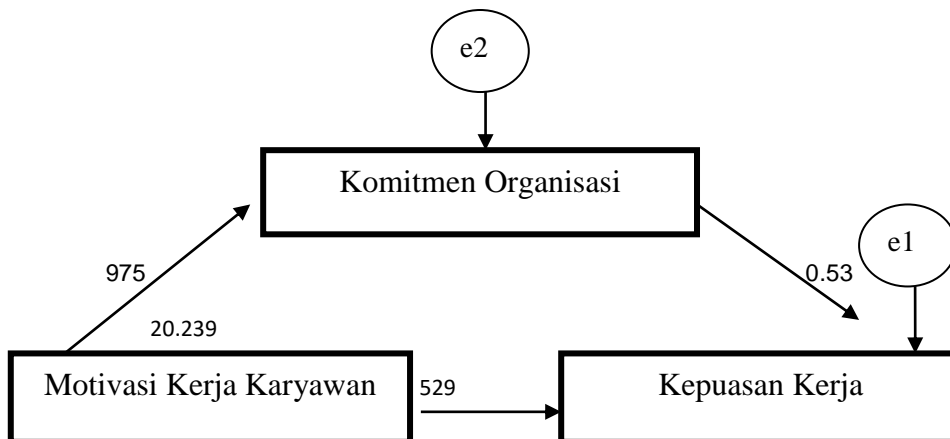 e2
Komitmen Organisasi
e1
975
0.53
20.239
Motivasi Kerja Karyawan
529
Kepuasan Kerja